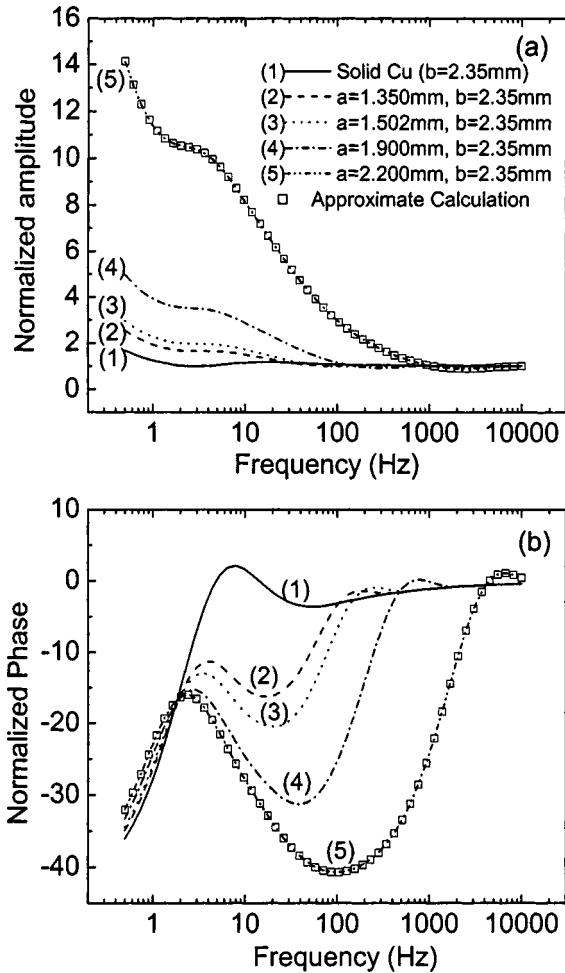 (a)
16
14
12
10
8
6
4
2
0
Normalized amplitude
(5)
(4)
(3)
(2)
(1)
(1) Solid Cu (b=2.35mm)
(2) a=1.350mm, b=2.35mm
(3) a=1.502mm, b=2.35mm
(4) a=1.900mm, b=2.35mm
(5) a=2.200mm, b=2.35mm
Approximate Calculation
1 10 100 1000 10000
Frequency (Hz)
(b)
10
0
-10
-20
-30
-40
Normalized Phase
(1)
(2)
(3)
(4)
(5)
1 10 100 1000 10000
Frequency (Hz)